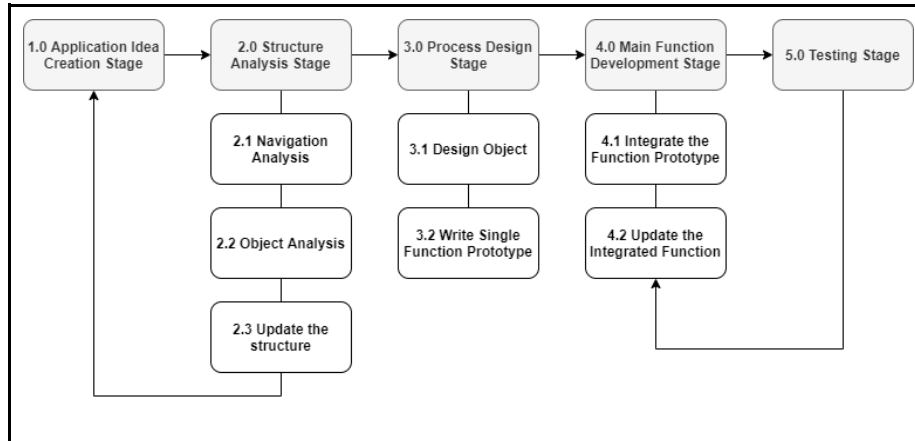 1.0 Application Idea
Creation Stage
2.0 Structure
Analysis Stage
3.0 Process Design
Stage
4.0 Main Function
Development Stage
5.0 Testing Stage
2.1 Navigation
Analysis
3.1 Design Object
4.1 Integrate the
Function Prototype
2.2 Object Analysis
3.2 Write Single
Function Prototype
4.2 Update the
Integrated Function
2.3 Update the
structure